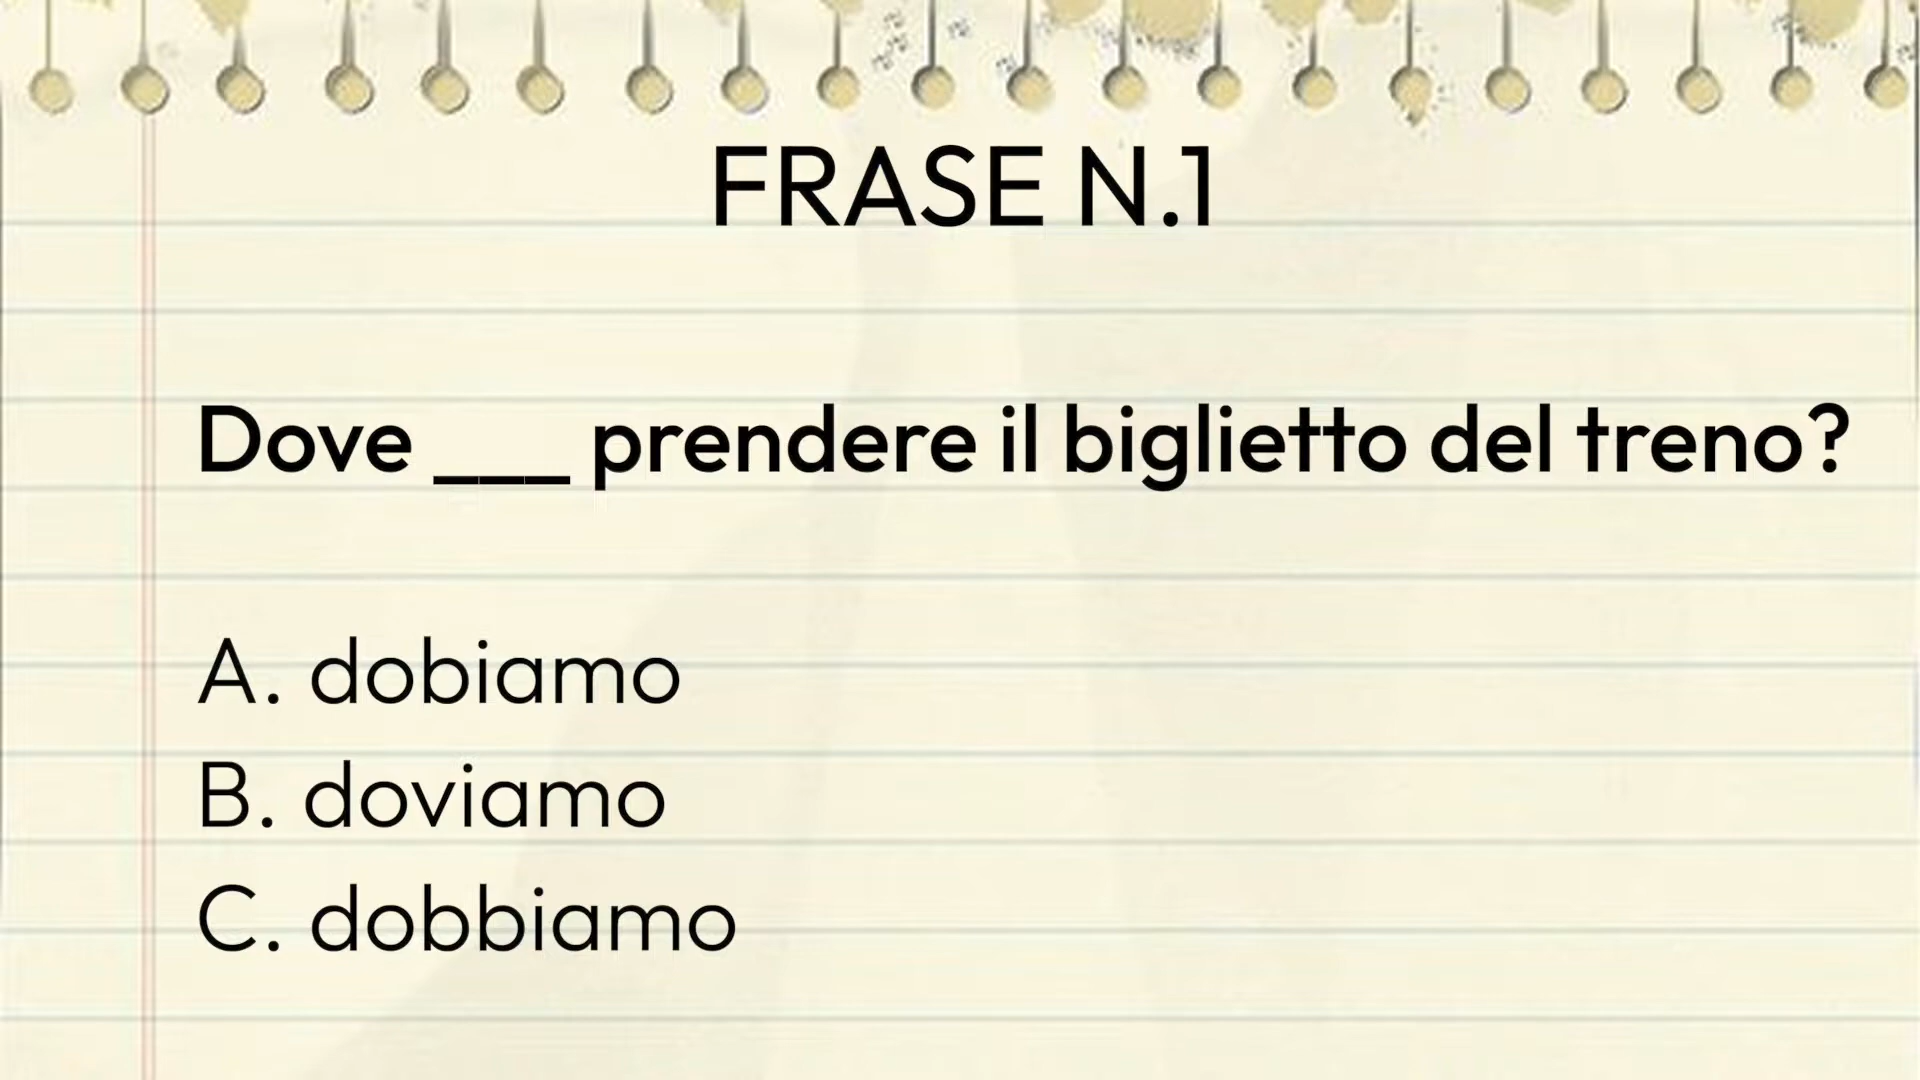 FRASE N.1
Dove ___ prendere il biglietto del treno?
A. dobiamo
B. doviamo
C. dobbiamo